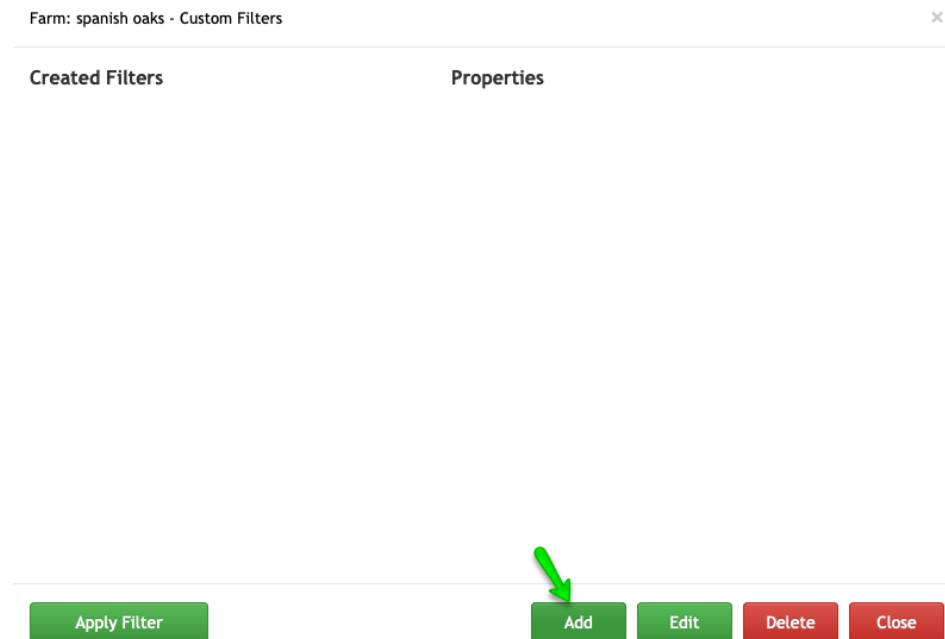 Farm: spanish oaks - Custom Filters ×
Created Filters Properties
Apply Filter Add Edit Delete Close